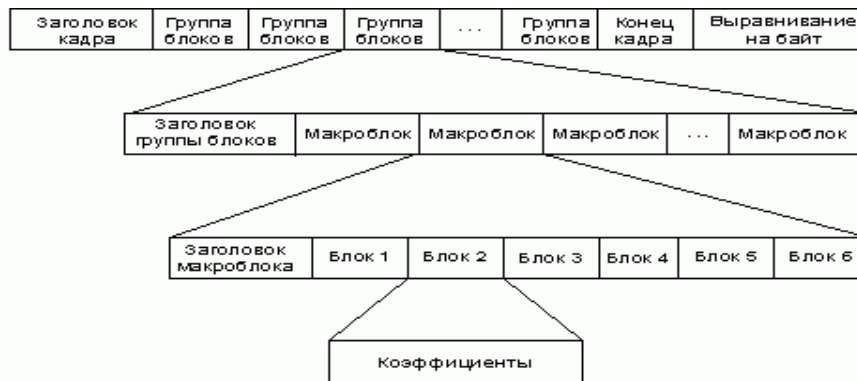 Заголовок кадра
Группа блоков
Группа блоков
Группа блоков
...
Группа блоков
Конец кадра
Выравнивание на байт
Заголовок группы блоков
Макроблок
Макроблок
Макроблок
...
Макроблок
Заголовок макроблока
Блок 1
Блок 2
Блок 3
Блок 4
Блок 5
Блок 6
Коэффициенты